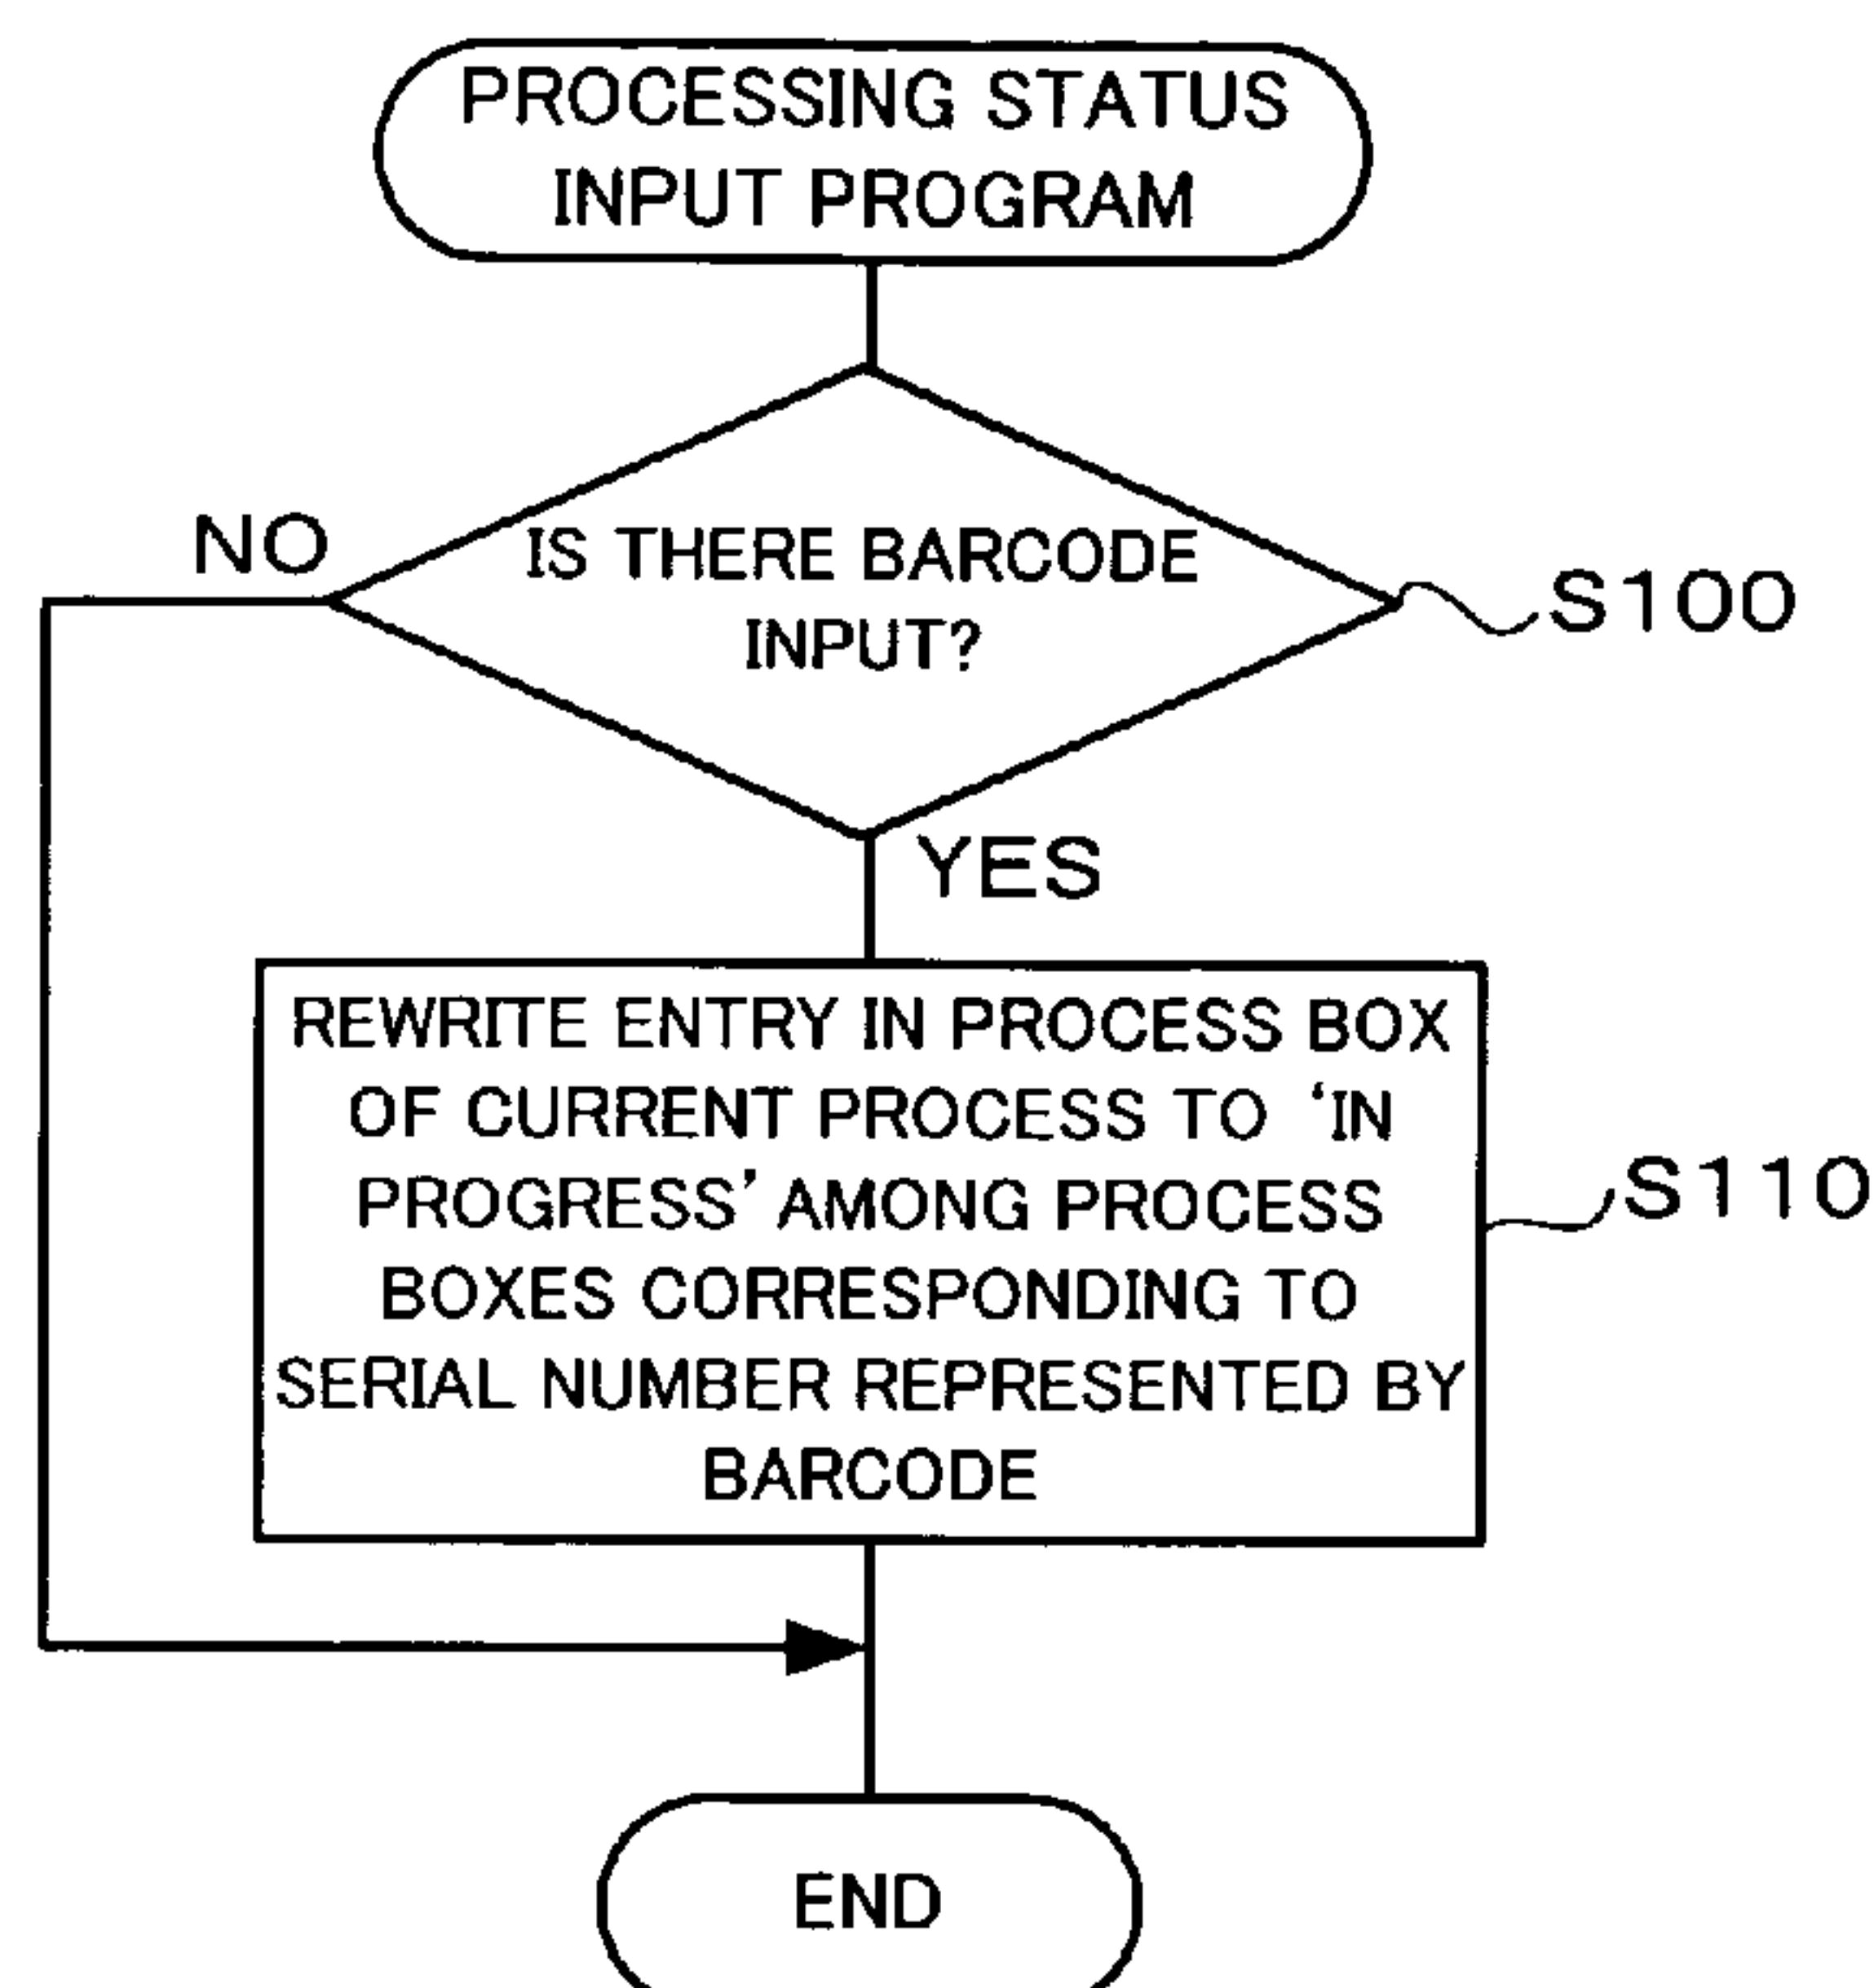 PROCESSING STATUS
INPUT PROGRAM
NO
IS THERE BARCODE
INPUT?
S100
YES
REWRITE ENTRY IN PROCESS BOX
OF CURRENT PROCESS TO ‘IN
PROGRESS’ AMONG PROCESS
BOXES CORRESPONDING TO
SERIAL NUMBER REPRESENTED BY
BARCODE
S110
END